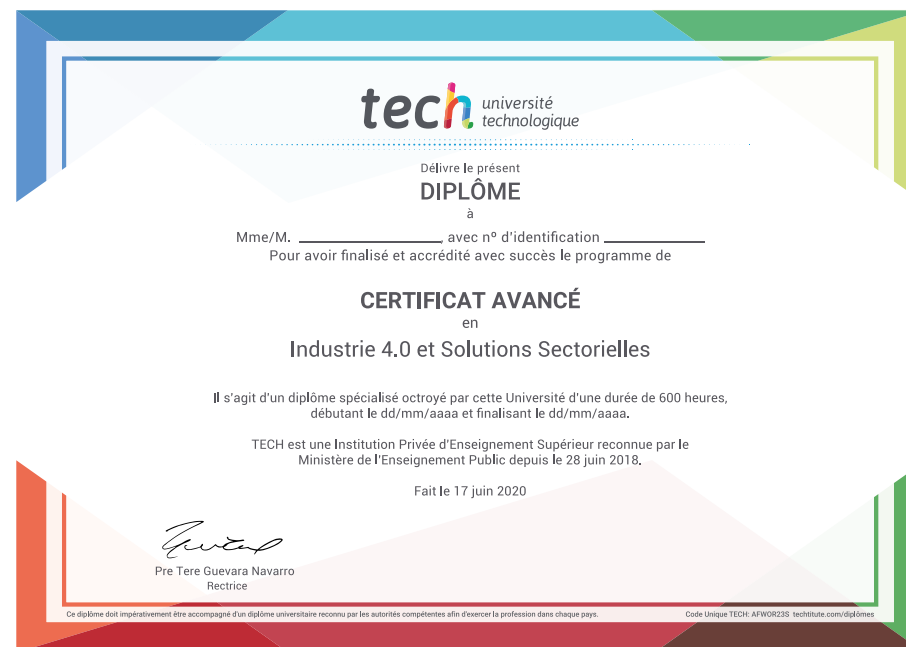 tech université
technologique
Délivre le présent
DIPLÔME
à
Mme/M. ____________________, avec nº d'identification ______________
Pour avoir finalisé et accrédité avec succès le programme de
CERTIFICAT AVANCÉ
en
Industrie 4.0 et Solutions Sectorielles
Il s'agit d'un diplôme spécialisé octroyé par cette Université d'une durée de 600 heures,
débutant le dd/mm/aaaa et finalisant le dd/mm/aaaa.
TECH est une Institution Privée d'Enseignement Supérieur reconnue par le
Ministère de l'Enseignement Public depuis le 28 juin 2018.
Fait le 17 juin 2020
Pre Tere Guevara Navarro
Rectrice
Ce diplôme doit impérativement être accompagné d'un diplôme universitaire reconnu par les autorités compétentes afin d'exercer la profession dans chaque pays.
Code Unique TECH: AFWOR23S techtitute.com/diplômes